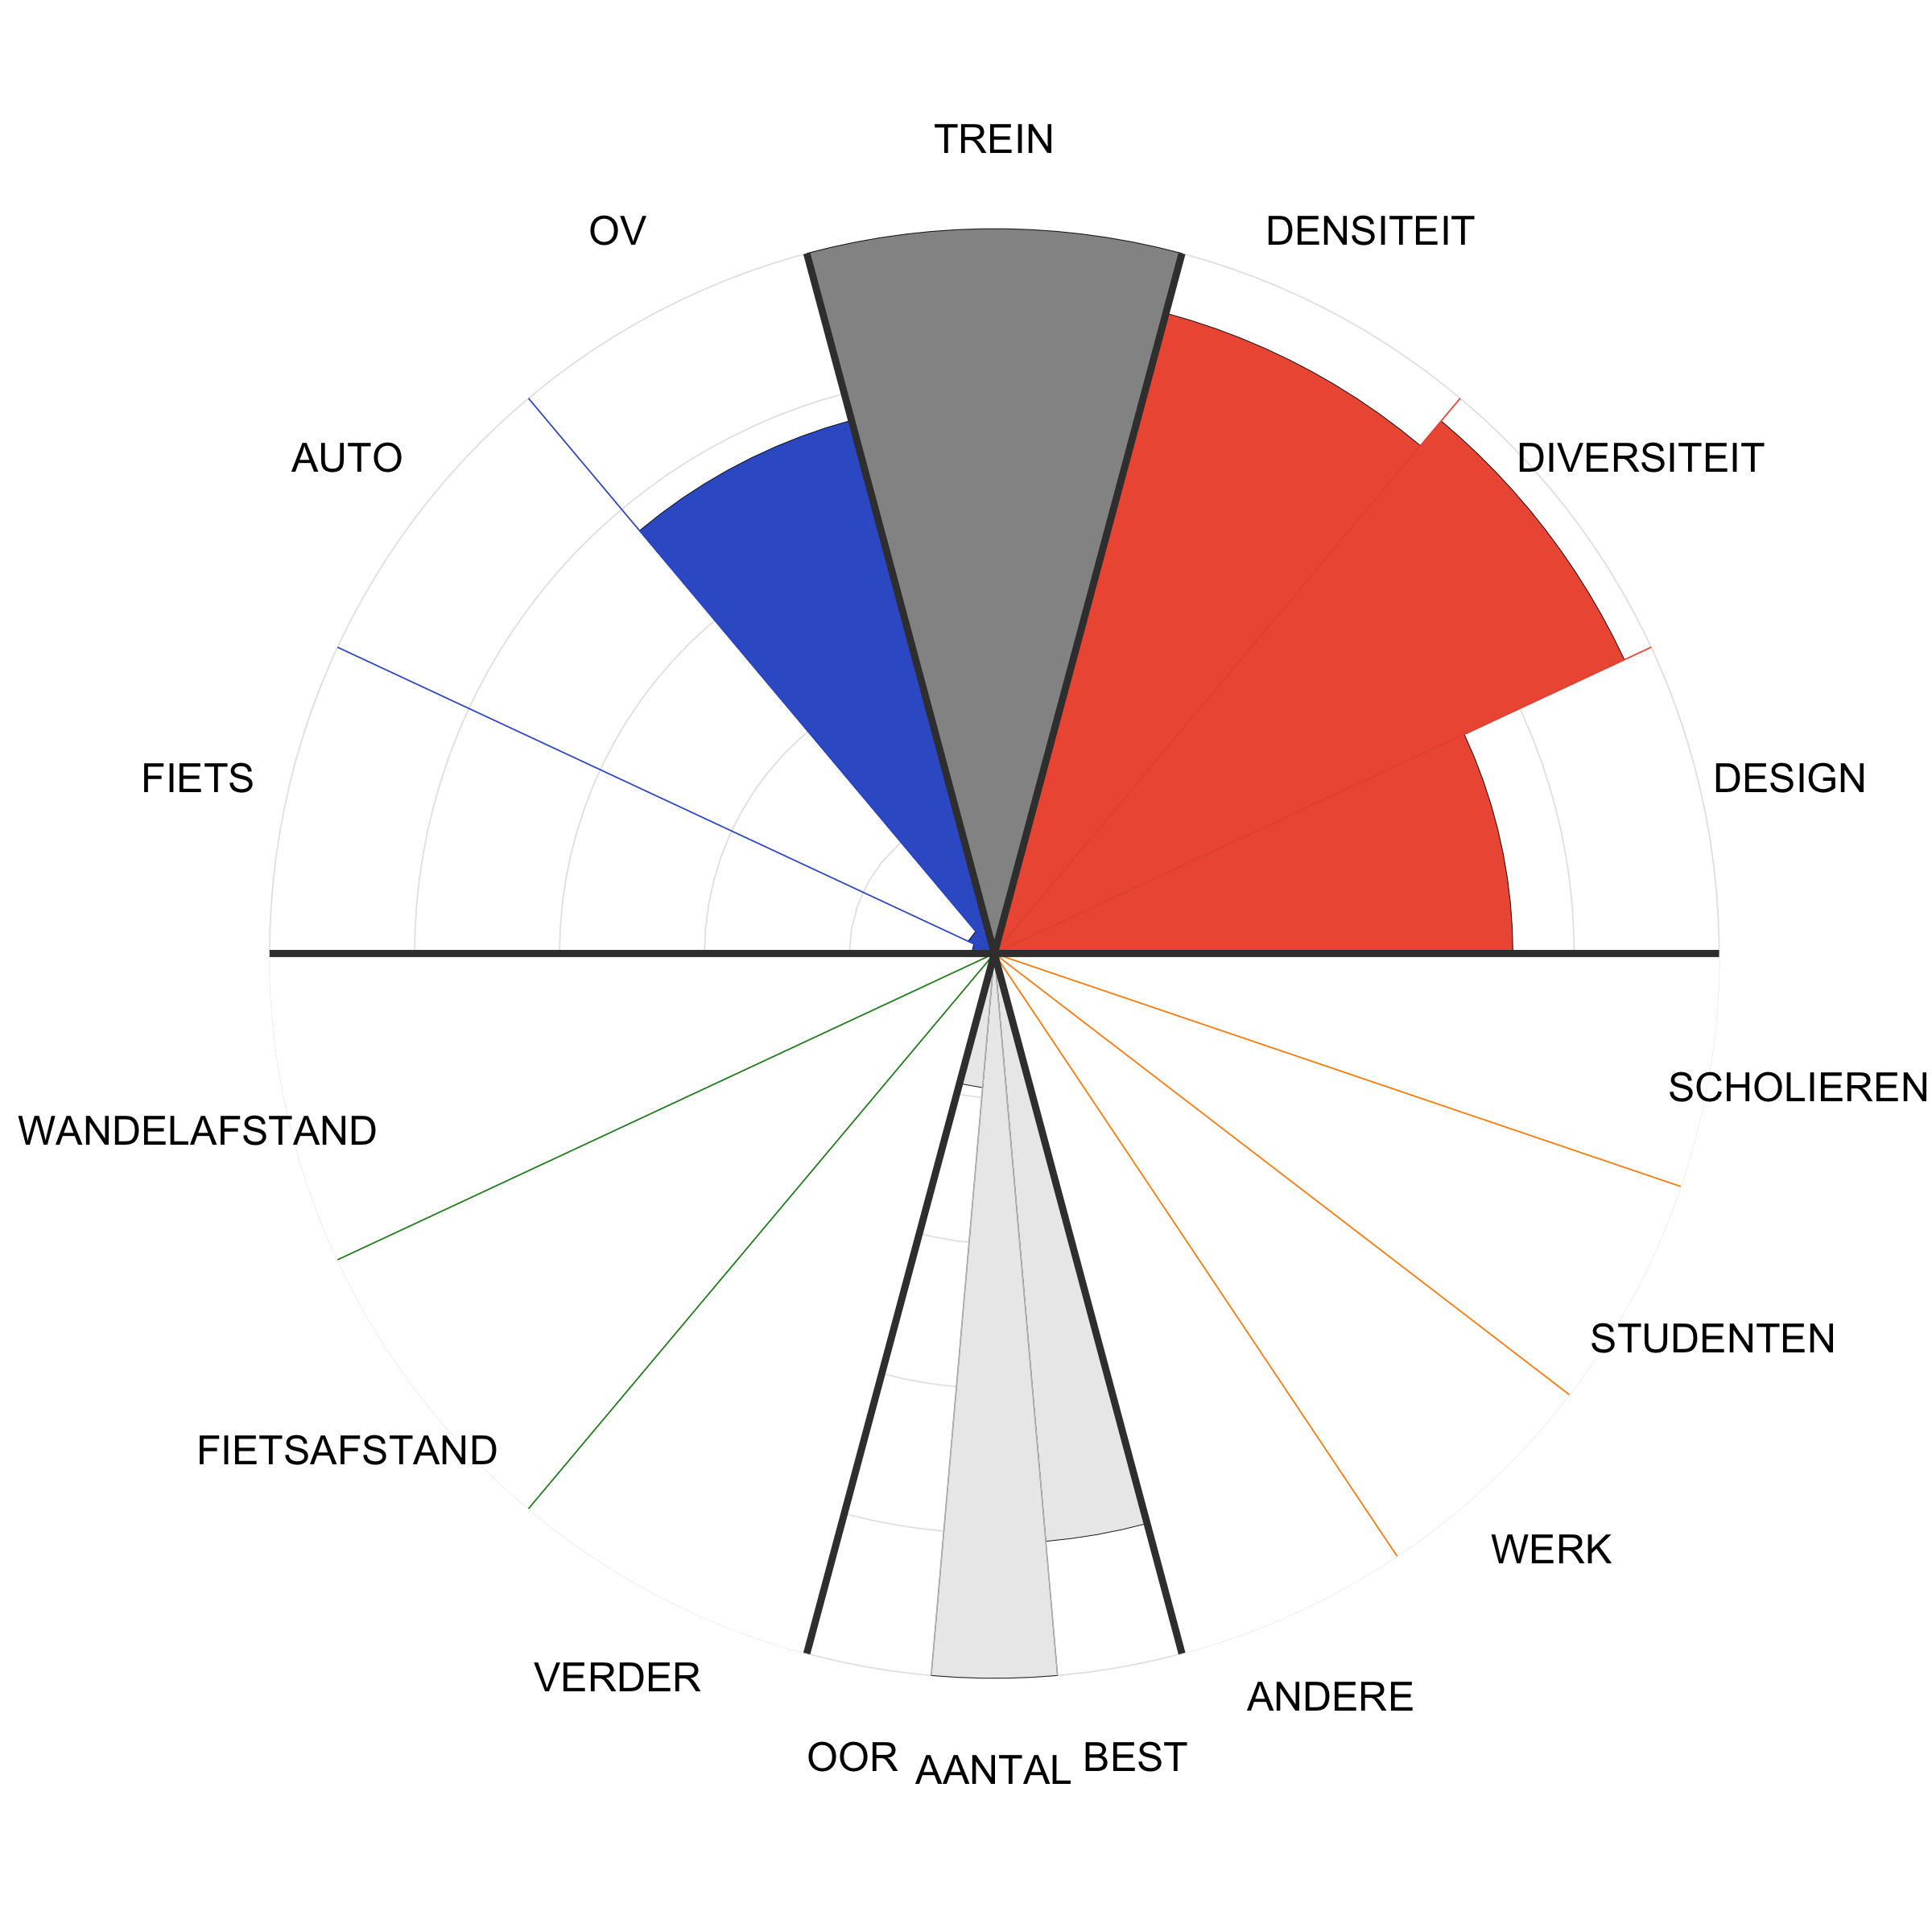 TREIN
OV
DENSITEIT
AUTO
DIVERSITEIT
FIETS
DESIGN
SCHOLIEREN
WANDELAFSTAND
STUDENTEN
FIETSAFSTAND
WERK
VERDER
ANDERE
OOR
AANTAL
BEST